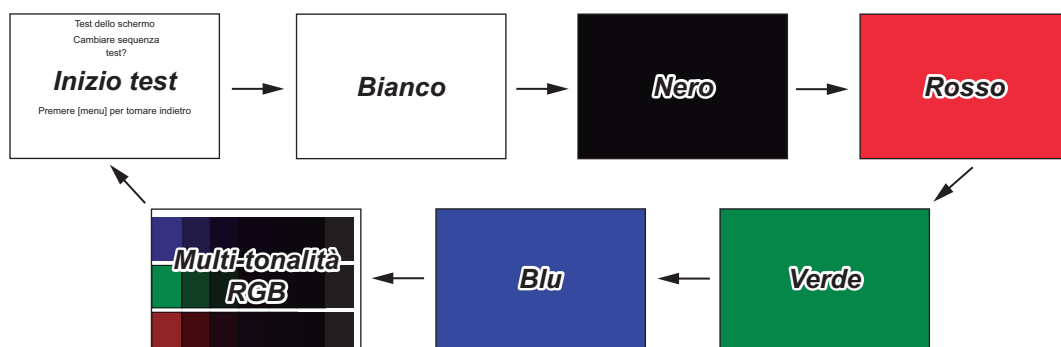 Test dello schermo
Cambiare sequenza
test?
Inizio test
Premere [menu] per tornare indietro
Bianco
Nero
Rosso
Verde
Blu
Multi-tonalità
RGB